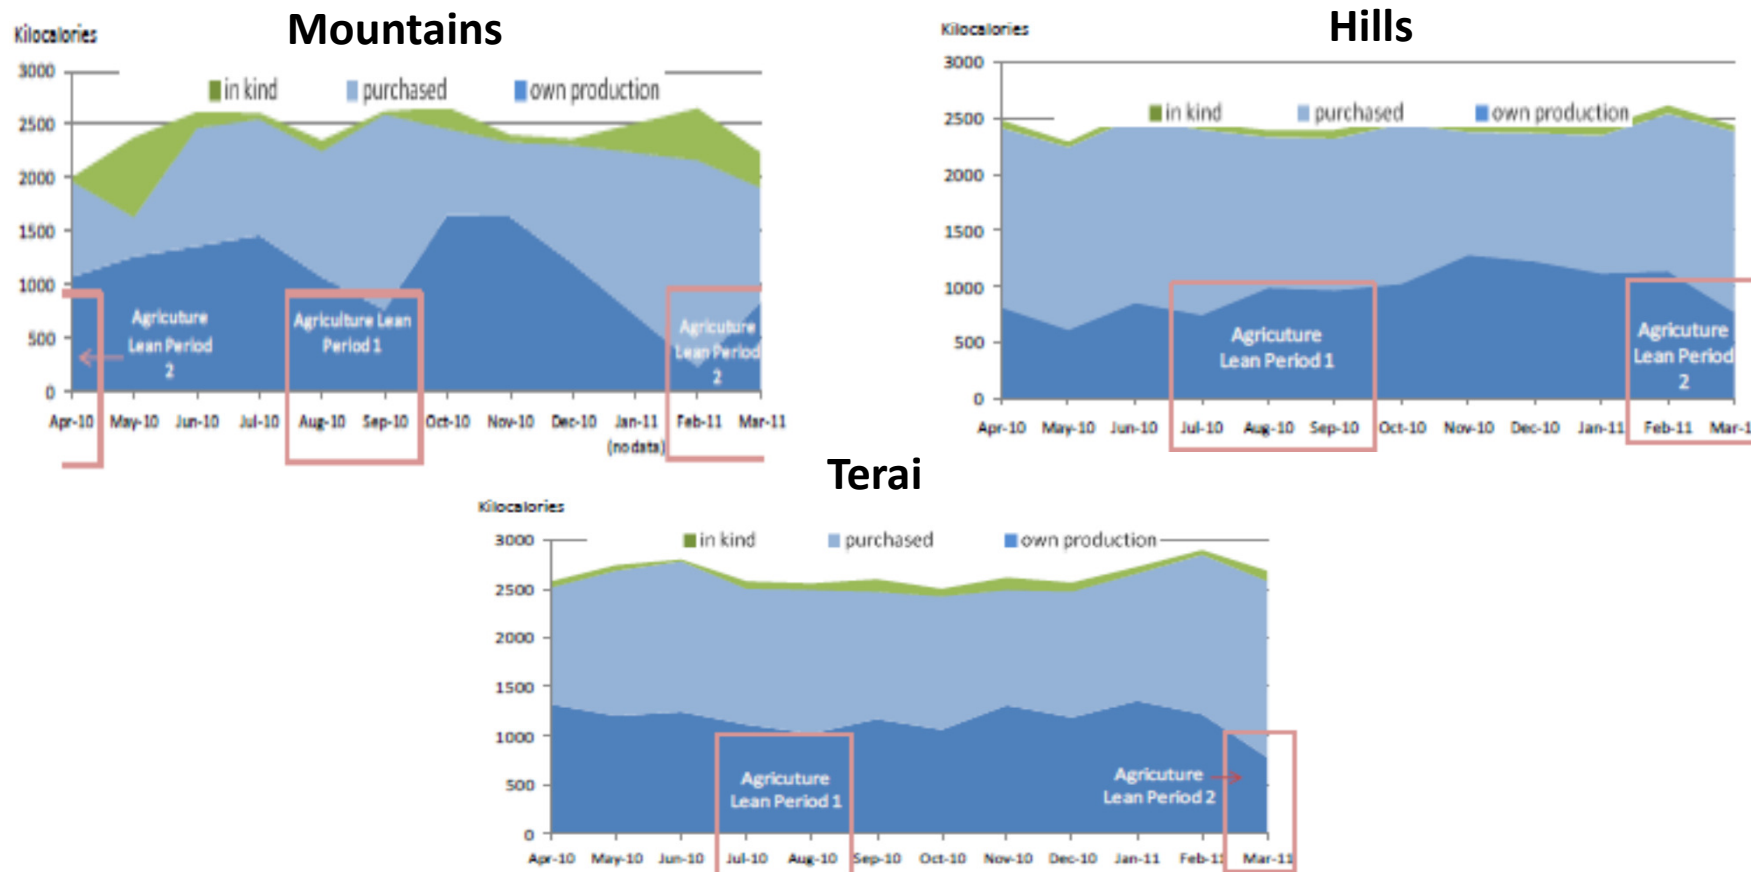 Mountains
Kilocalories
3000
in kind purchased own production
2500
2000
1500
1000
500
0
Agricuture
Lean Period
2
Agriculture Lean
Period 1
Agricuture
Lean Period
2
Apr-10 May-10 Jun-10 Jul-10 Aug-10 Sep-10 Oct-10 Nov-10 Dec-10 Jan-11 Feb-11 Mar-11
(no data)
Hills
Kilocalories
3000
in kind purchased own production
2500
2000
1500
1000
500
0
Agricuture
Lean Period 1
Agricuture
Lean Period
2
Apr-10 May-10 Jun-10 Jul-10 Aug-10 Sep-10 Oct-10 Nov-10 Dec-10 Jan-11 Feb-11 Mar-1
Terai
Kilocalories
3000
in kind purchased own production
2500
2000
1500
1000
500
0
Agricuture
Lean Period 1
Agricuture
Lean Period 2
Apr-10 May-10 Jun-10 Jul-10 Aug-10 Sep-10 Oct-10 Nov-10 Dec-10 Jan-11 Feb-11 Mar-11